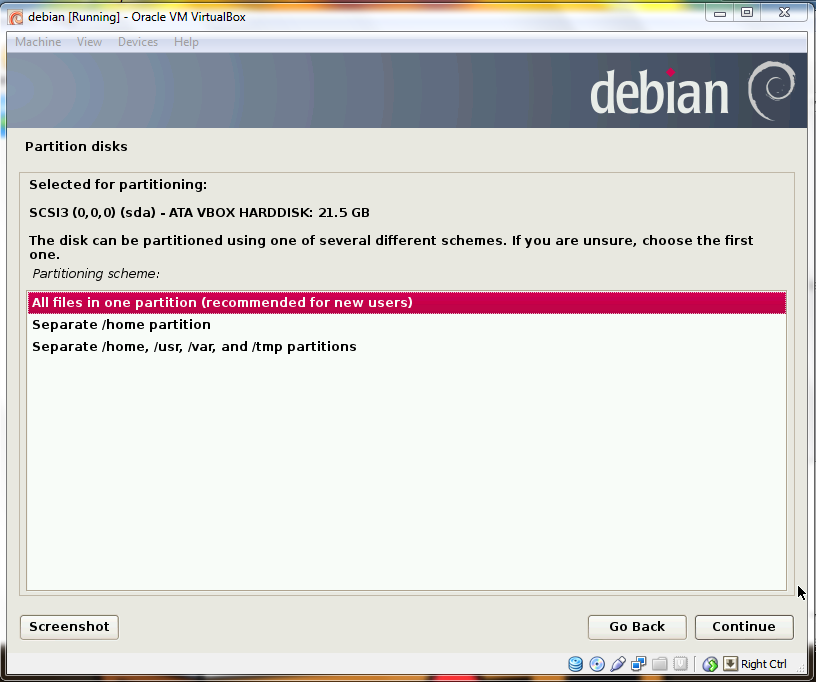 debian [Running] - Oracle VM VirtualBox
Machine View Devices Help
debian
Partition disks
Selected for partitioning:
SCSI3 (0,0,0) (sda) - ATA VBOX HARDDISK: 21.5 GB
The disk can be partitioned using one of several different schemes. If you are unsure, choose the first
one.
Partitioning scheme:
All files in one partition (recommended for new users)
Separate /home partition
Separate /home, /usr, /var, and /tmp partitions
Screenshot Go Back Continue
Right Ctrl